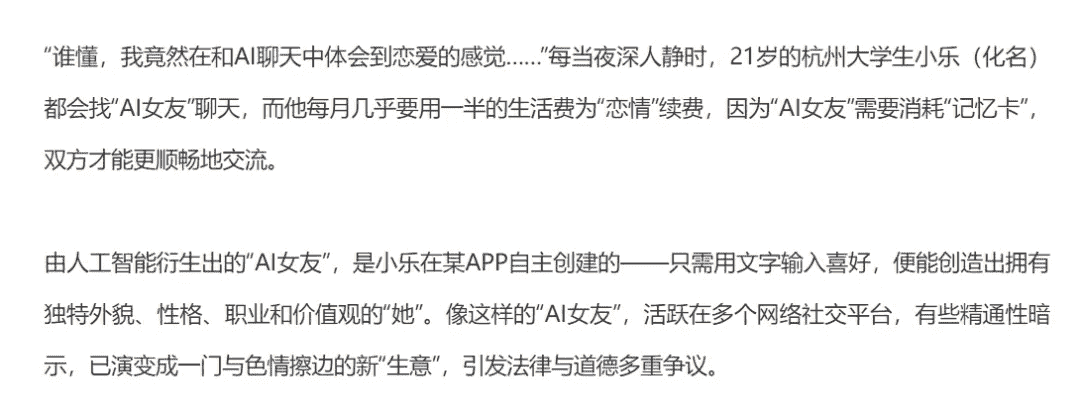 “谁懂，我竟然在和AI聊天中体会到恋爱的感觉……”每当夜深人静时，21岁的杭州大学生小乐（化名）
都会找“AI女友”聊天，而他每月几乎要用一半的生活费为“恋情”续费，因为“AI女友”需要消耗“记忆卡”，
双方才能更顺畅地交流。
由人工智能衍生出的“AI女友”，是小乐在某APP自主创建的——只需用文字输入喜好，便能创造出拥有
独特外貌、性格、职业和价值观的“她”。像这样的“AI女友”，活跃在多个网络社交平台，有些精通性暗
示，已演变成一门与色情擦边的新“生意”，引发法律与道德多重争议。